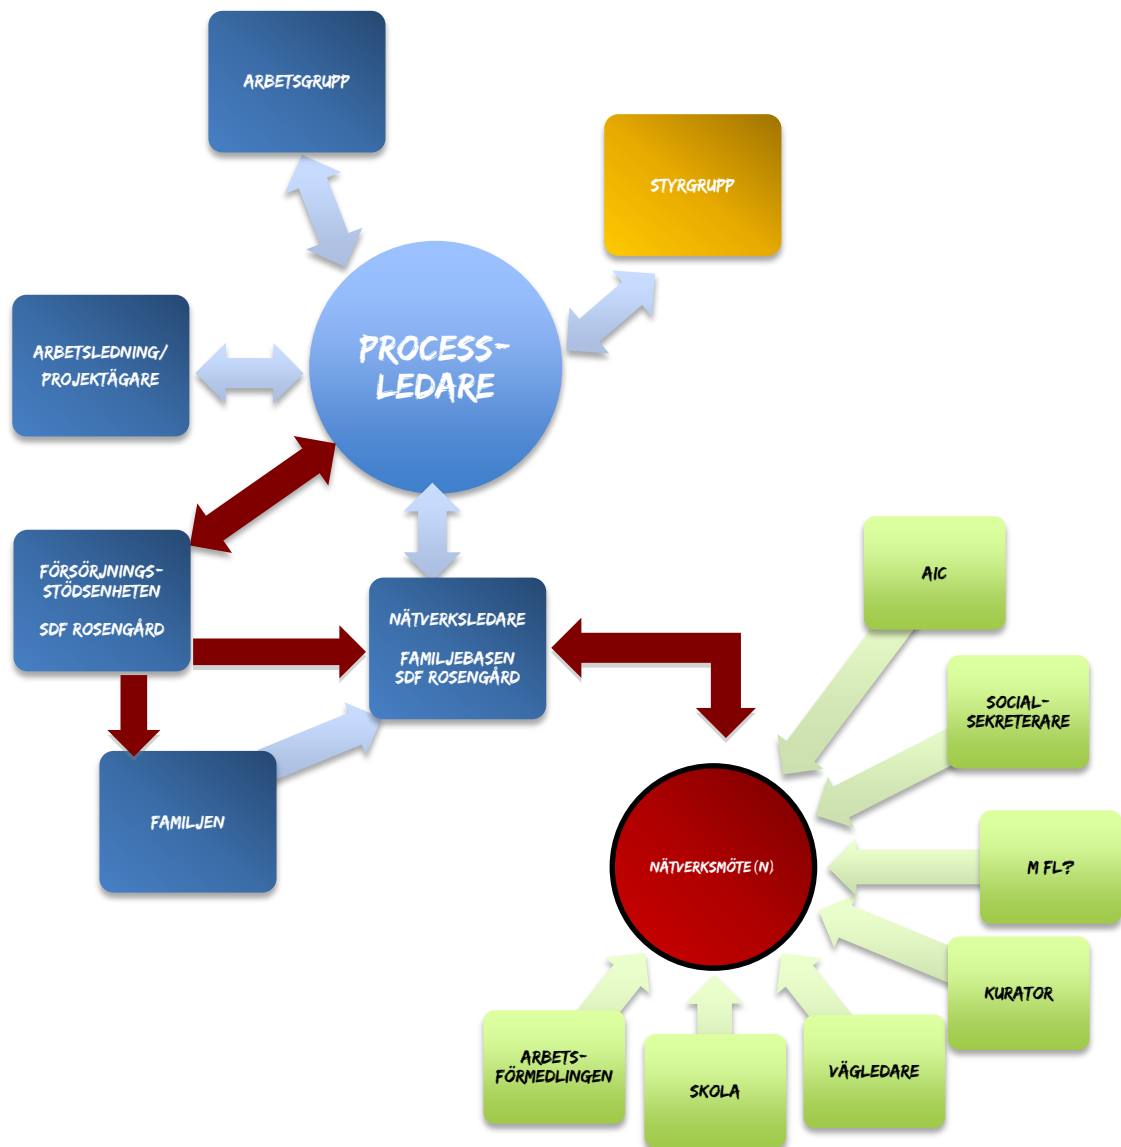 ARBETSGRUPP
STYRGRUPP
PROCESS-
LEDARE
ARBETSLEDNING/
PROJEKTÄGARE
FÖRSÖRJNINGS-
STÖDSENHETEN
SDF ROSENGÅRD
NÄTVERKSLEDARE
FAMILJEBASEN
SDF ROSENGÅRD
FAMILJEN
AIC
SOCIAL-
SEKRETERARE
NÄTVERKSMÖTE(N)
M FL?
KURATOR
ARBETS-
FÖRMEDLINGEN
SKOLA
VÄGLEDARE